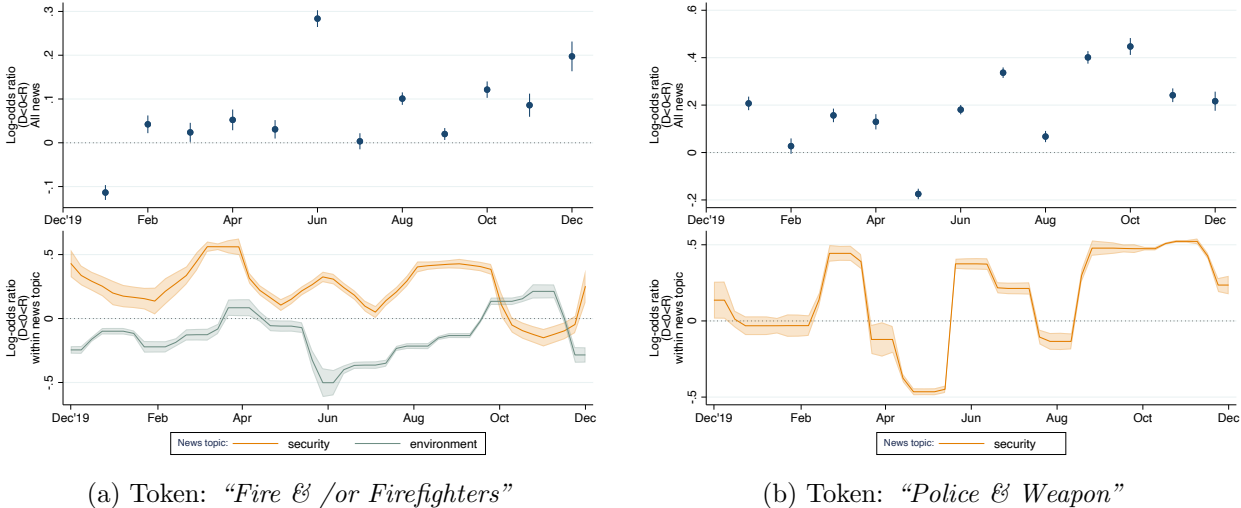 Log-odds ratio
(D<0<R)
All news
.3
.2
.1
0
-.1
Dec'19 Feb Apr Jun Aug Oct Dec
Log-odds ratio
(D<0<R)
within news topic
.5
0
-.5
Dec'19 Feb Apr Jun Aug Oct Dec
News topic: security environment
(a) Token: “Fire & /or Firefighters”
Log-odds ratio
(D<0<R)
All news
.6
.4
.2
0
-.2
Dec'19 Feb Apr Jun Aug Oct Dec
Log-odds ratio
(D<0<R)
within news topic
.5
0
-.5
Dec'19 Feb Apr Jun Aug Oct Dec
News topic: security
(b) Token: “Police & Weapon”